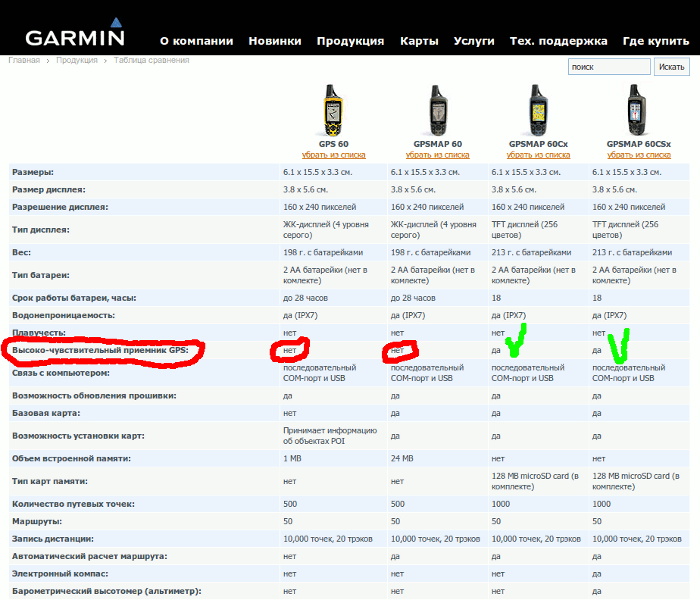 GARMIN
О компании Новинки Продукция Карты Услуги Тех. поддержка Где купить
Главная › Продукция › Таблица сравнения
поиск Искать
GPS 60 GPSMAP 60 GPSMAP 60Cx GPSMAP 60CSx
убрать из списка убрать из списка убрать из списка убрать из списка
Размеры: 6.1 x 15.5 x 3.3 см. 6.1 x 15.5 x 3.3 см. 6.1 x 15.5 x 3.3 см. 6.1 x 15.5 x 3.3 см.
Размер дисплея: 3.8 x 5.6 см. 3.8 x 5.6 см. 3.8 x 5.6 см. 3.8 x 5.6 см.
Разрешение дисплея: 160 x 240 пикселей 160 x 240 пикселей 160 x 240 пикселей 160 x 240 пикселей
Тип дисплея: ЖК-дисплей (4 уровня ЖК-дисплей (4 уровня TFT дисплей (256 TFT дисплей (256
серого) серого) цветов) цветов)
Вес: 198 г. с батарейками 198 г. с батарейками 213 г. с батарейками 213 г. с батарейками
Тип батареи: 2 АА батарейки (нет в 2 АА батарейки (нет в 2 АА батарейки (нет в 2 АА батарейки (нет в
комлекте) комлекте) комлекте) комлекте)
Срок работы батареи, часы: до 28 часов до 28 часов 18 18
Водонепроницаемость: да (IPX7) да (IPX7) да (IPX7) да (IPX7)
Плавучесть: нет нет нет нет
Высоко-чувствительный приемник GPS: нет нет да да
Связь с компьютером: последовательный последовательный последовательный последовательный
COM-порт и USB COM-порт и USB COM-порт и USB COM-порт и USB
Возможность обновления прошивки: да да да да
Базовая карта: нет да да да
Возможность установки карт: Принимает информацию да да да
об объектах POI
Объем встроенной памяти: 1 MB 24 MB нет нет
Тип карт памяти: нет нет 128 MB microSD card (в 128 MB microSD card (в
комплекте) комплекте)
Количество путевых точек: 500 500 1000 1000
Маршруты: 50 50 50 50
Запись дистанции: 10,000 точек, 20 трэков 10,000 точек, 20 трэков 10,000 точек, 20 трэков 10,000 точек, 20 трэков
Автоматический расчет маршрута: нет да да да
Электронный компас: нет нет нет да
Барометрический высотомер (альтиметр): нет нет нет да